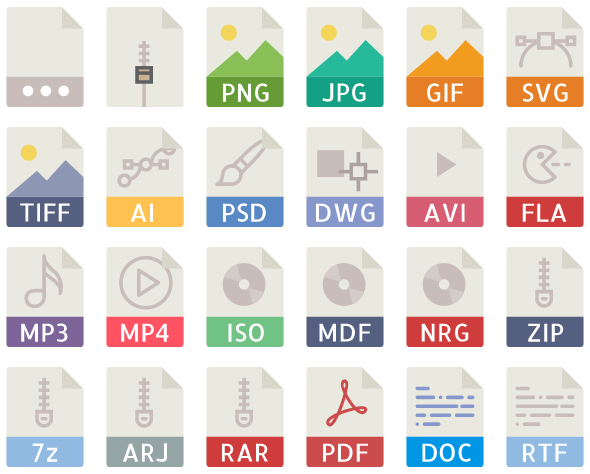 PNG
JPG
GIF
SVG
TIFF
AI
PSD
DWG
AVI
FLA
MP3
MP4
ISO
MDF
NRG
ZIP
7z
ARJ
RAR
PDF
DOC
RTF